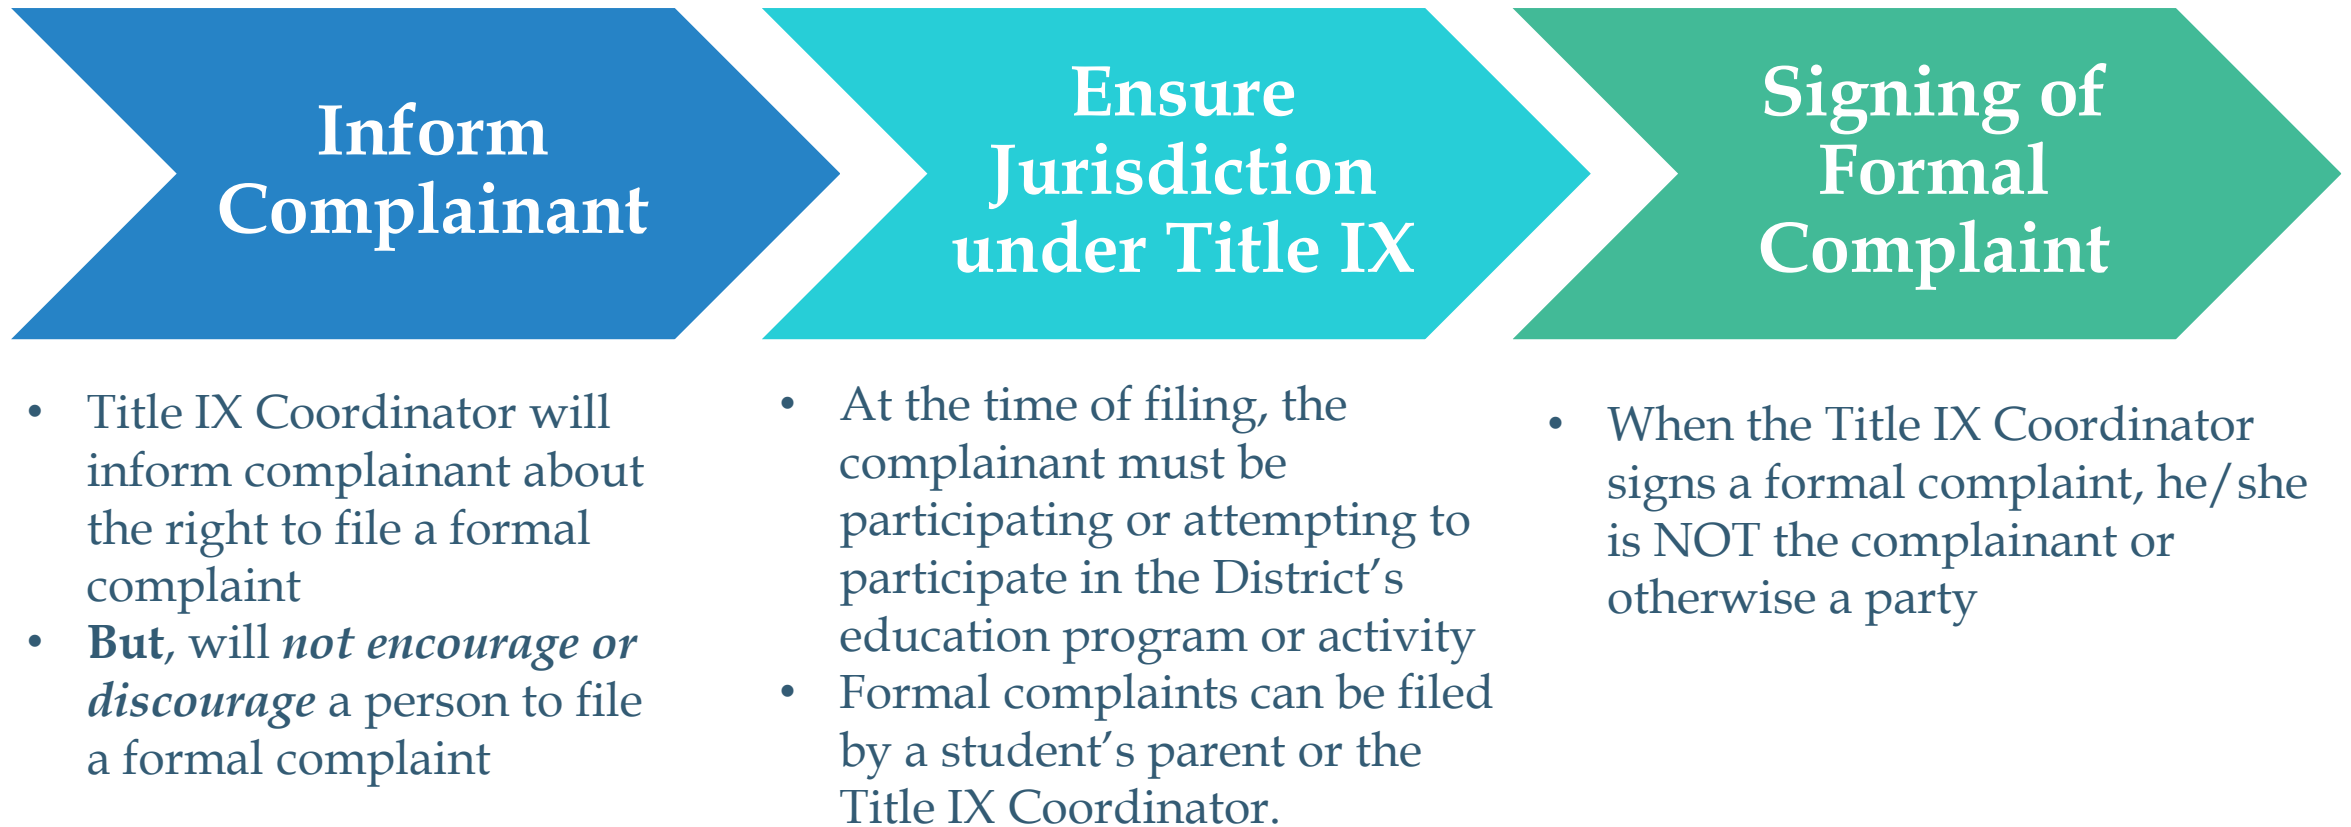 Inform
Complainant
• Title IX Coordinator will
inform complainant about
the right to file a formal
complaint
• But, will not encourage or
discourage a person to file
a formal complaint
Ensure
Jurisdiction
under Title IX
• At the time of filing, the
complainant must be
participating or attempting to
participate in the District’s
education program or activity
• Formal complaints can be filed
by a student’s parent or the
Title IX Coordinator.
Signing of
Formal
Complaint
• When the Title IX Coordinator
signs a formal complaint, he/she
is NOT the complainant or
otherwise a party